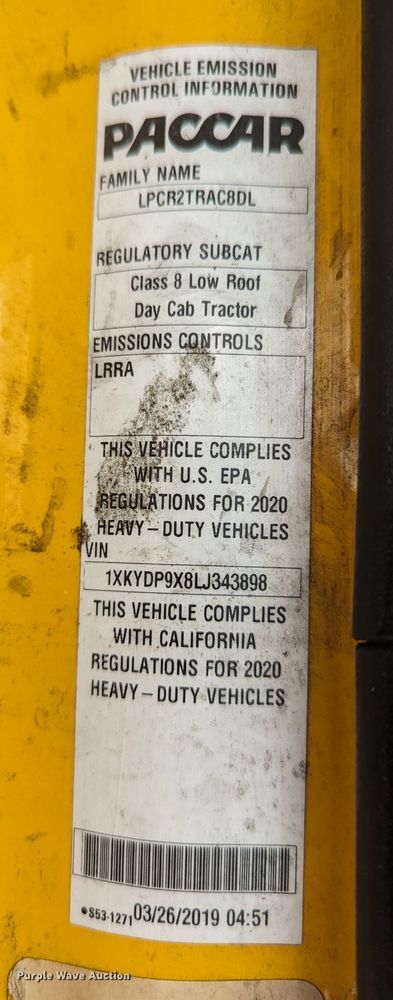 VEHICLE EMISSION
CONTROL INFORMATION
PACCAR
FAMILY NAME
LPCR2TRAC8DL
REGULATORY SUBCAT
Class 8 Low Roof
Day Cab Tractor
EMISSIONS CONTROLS
LRRA
THIS VEHICLE COMPLIES
WITH U.S. EPA
REGULATIONS FOR 2020
HEAVY-DUTY VEHICLES
VIN
1XKYDP9X8LJ343898
THIS VEHICLE COMPLIES
WITH CALIFORNIA
REGULATIONS FOR 2020
HEAVY-DUTY VEHICLES
•S53-1271 03/26/2019 04:51
Purple Wave Auction